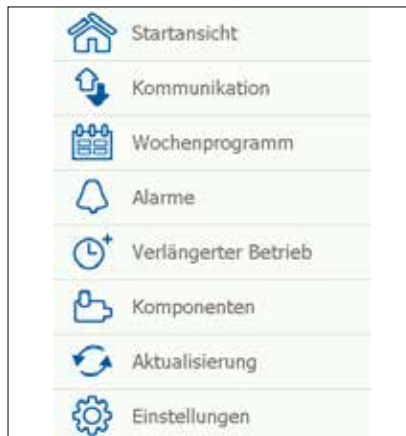 Startansicht
Kommunikation
Wochenprogramm
Alarme
Verlängerter Betrieb
Komponenten
Aktualisierung
Einstellungen